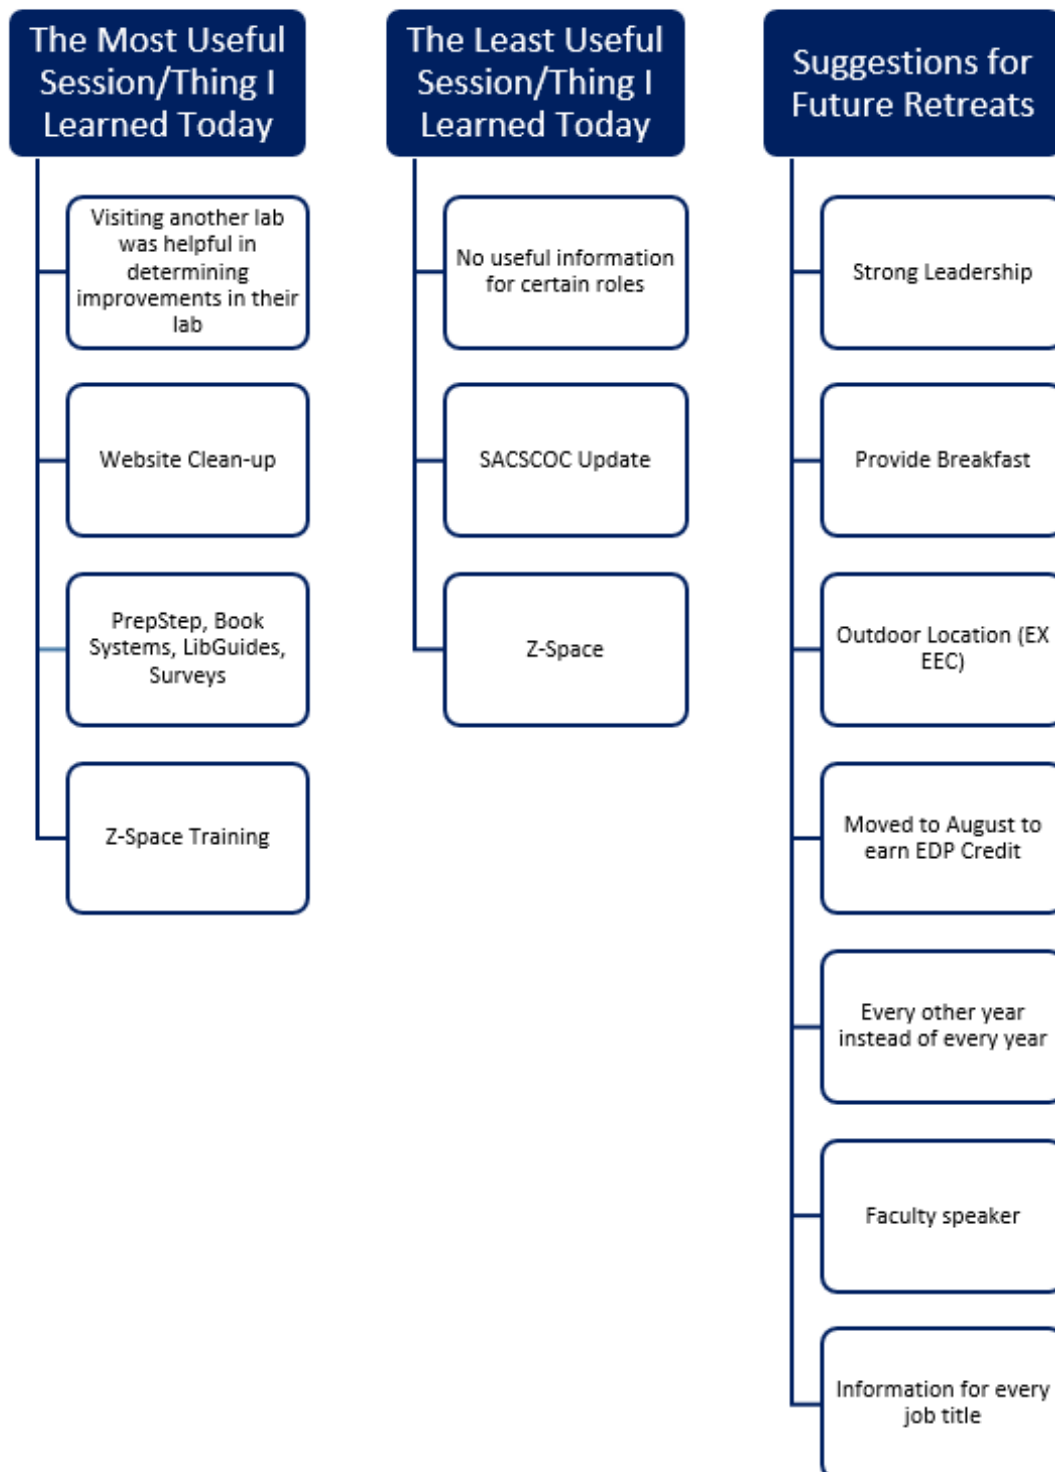 The Most Useful
Session/Thing I
Learned Today
Visiting another lab
was helpful in
determining
improvements in their
lab
Website Clean-up
PrepStep, Book
Systems, LibGuides,
Surveys
Z-Space Training
The Least Useful
Session/Thing I
Learned Today
No useful information
for certain roles
SACSCOC Update
Z-Space
Suggestions for
Future Retreats
Strong Leadership
Provide Breakfast
Outdoor Location (EX
EEC)
Moved to August to
earn EDP Credit
Every other year
instead of every year
Faculty speaker
Information for every
job title